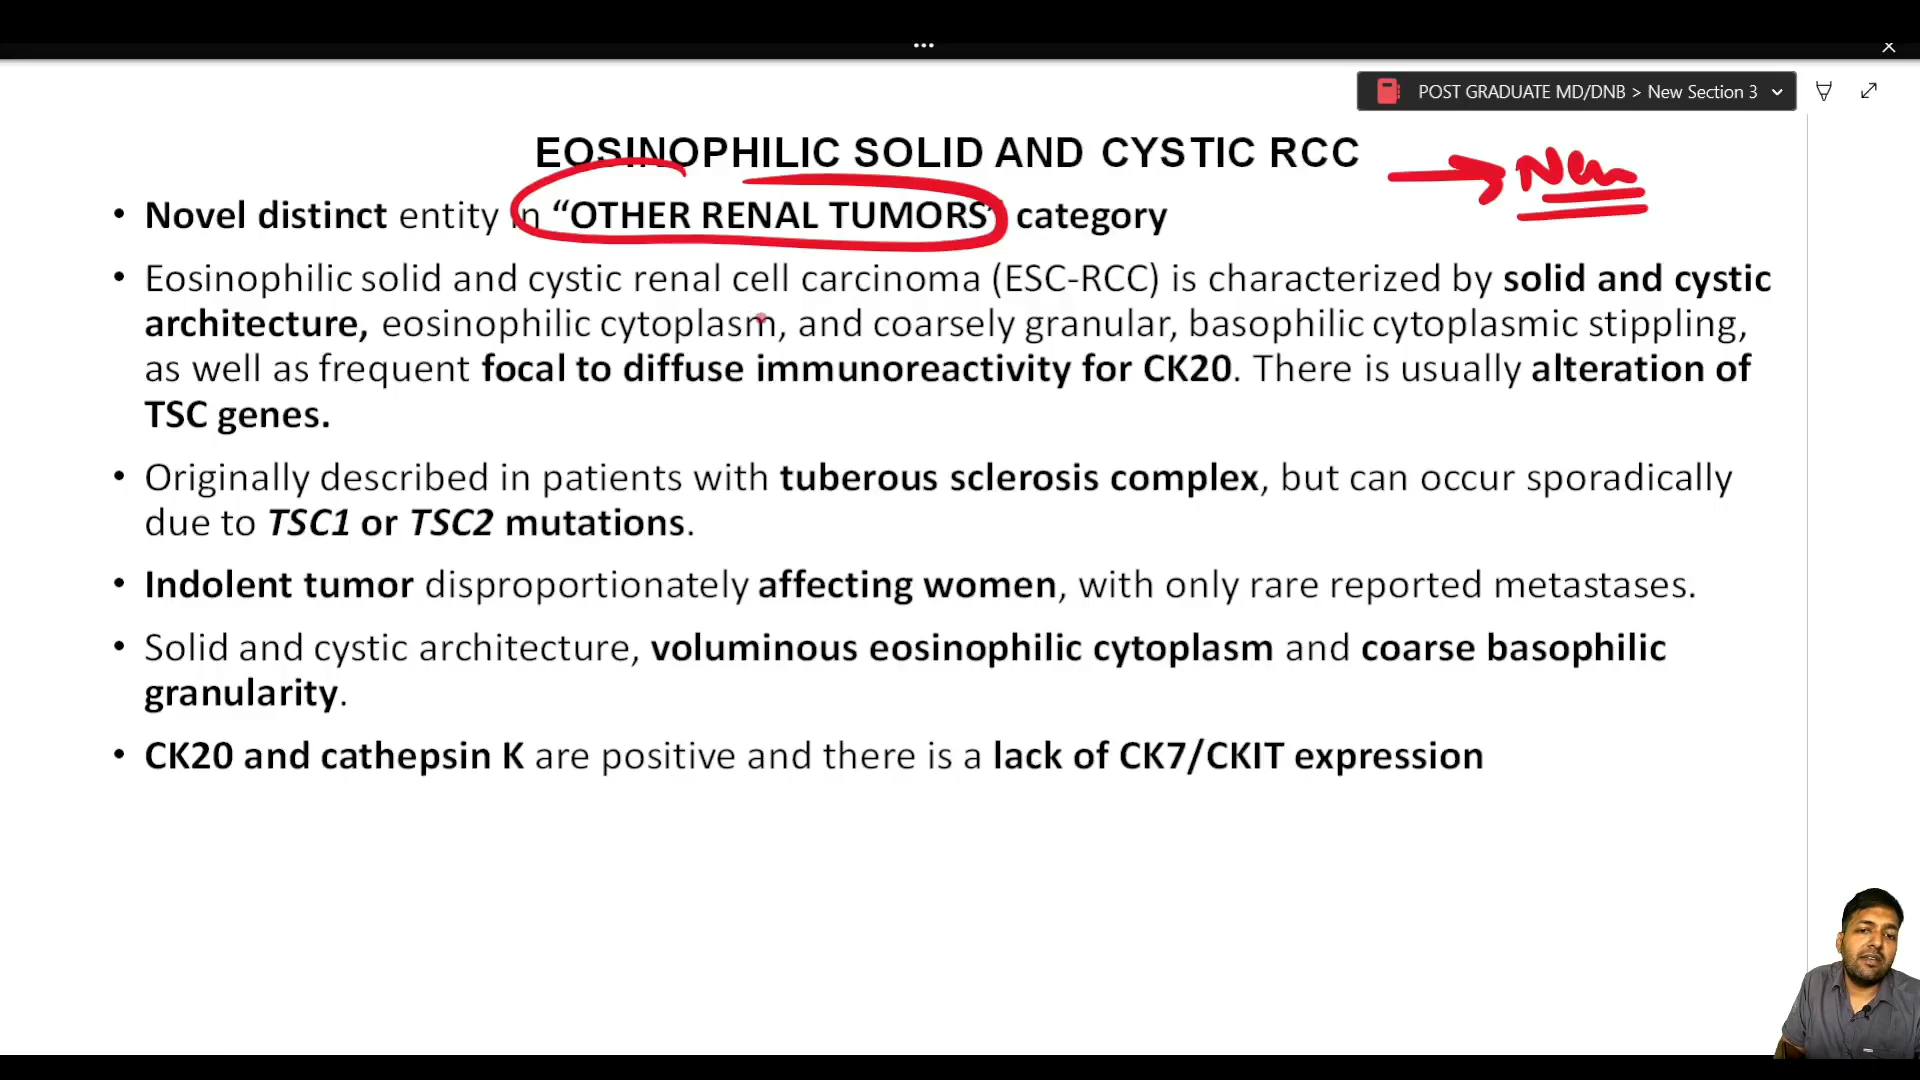 POST GRADUATE MD/DNB > New Section 3
EOSINOPHILIC SOLID AND CYSTIC RCC
New
• Novel distinct entity in “OTHER RENAL TUMORS” category
• Eosinophilic solid and cystic renal cell carcinoma (ESC-RCC) is characterized by solid and cystic
architecture, eosinophilic cytoplasm, and coarsely granular, basophilic cytoplasmic stippling,
as well as frequent focal to diffuse immunoreactivity for CK20. There is usually alteration of
TSC genes.
• Originally described in patients with tuberous sclerosis complex, but can occur sporadically
due to TSC1 or TSC2 mutations.
• Indolent tumor disproportionately affecting women, with only rare reported metastases.
• Solid and cystic architecture, voluminous eosinophilic cytoplasm and coarse basophilic
granularity.
• CK20 and cathepsin K are positive and there is a lack of CK7/CKIT expression